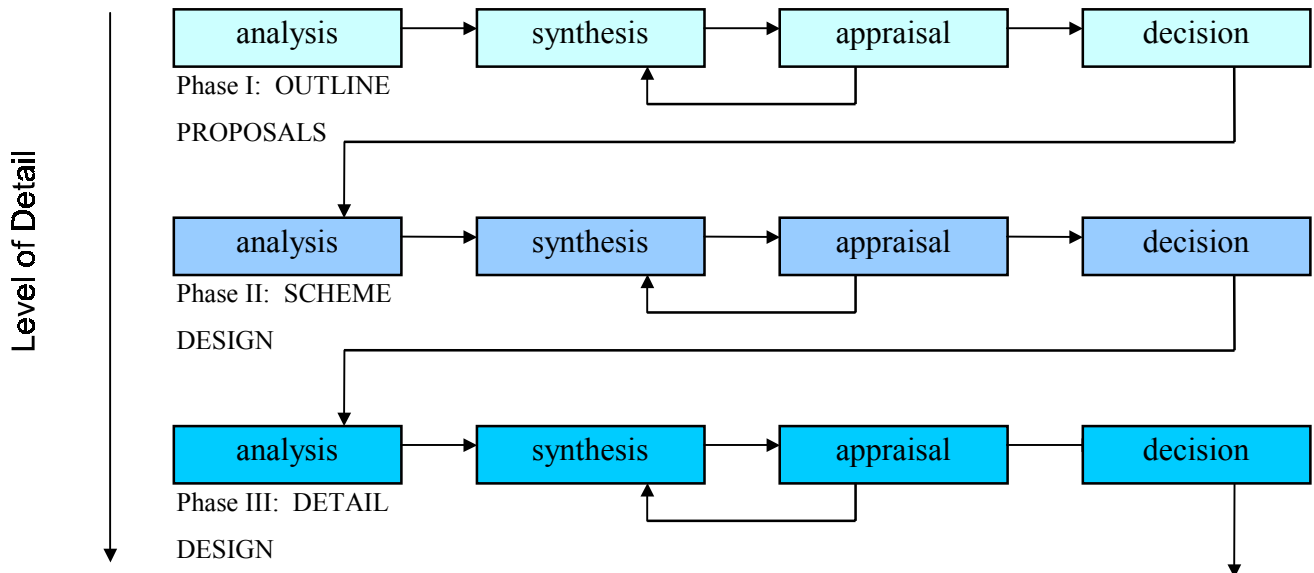 analysis synthesis appraisal decision
Phase I: OUTLINE
PROPOSALS
Level of Detail
analysis synthesis appraisal decision
Phase II: SCHEME
DESIGN
analysis synthesis appraisal decision
Phase III: DETAIL
DESIGN